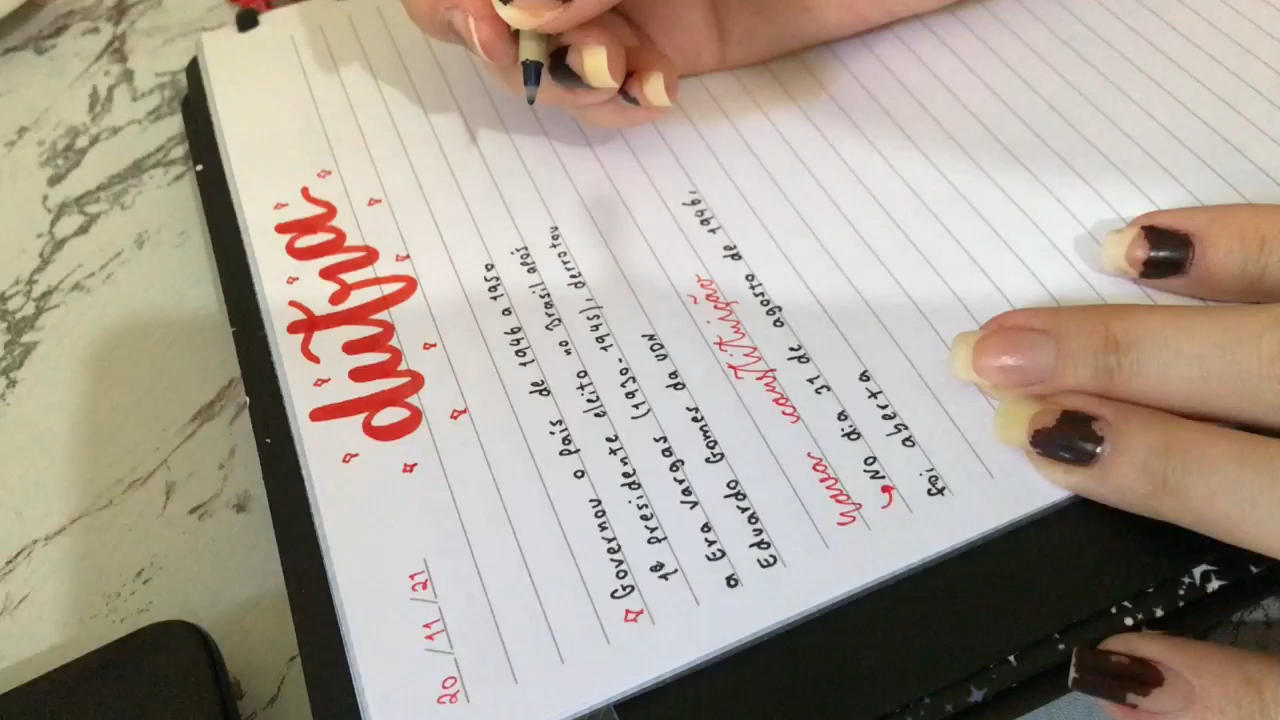 20/11/21
dutra
Governou o país de 1946 a 1950
1º presidente eleito no Brasil após
a Era Vargas (1930-1945), derrotou
Eduardo Gomes da UDN
nova constituição
No dia 31 de agosto de 1946,
foi aberta